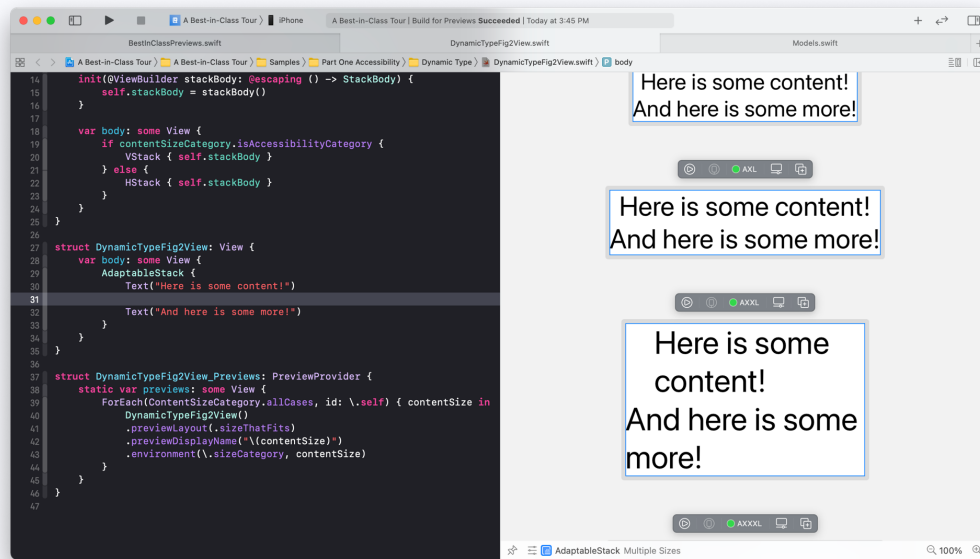 A Best-in-Class Tour
iPhone
A Best-in-Class Tour | Build for Previews Succeeded | Today at 3:45 PM
BestInClassPreviews.swift
DynamicTypeFig2View.swift
Models.swift
A Best-in-Class Tour
A Best-in-Class Tour
Samples
Part One Accessibility
Dynamic Type
DynamicTypeFig2View.swift
P body
14 init(@ViewBuilder stackBody: @escaping () -> StackBody) {
15 self.stackBody = stackBody()
16 }
17
18 var body: some View {
19 if contentSizeCategory.isAccessibilityCategory {
20 VStack { self.stackBody }
21 } else {
22 HStack { self.stackBody }
23 }
24 }
25 }
26
27 struct DynamicTypeFig2View: View {
28 var body: some View {
29 AdaptableStack {
30 Text("Here is some content!")
31
32 Text("And here is some more!")
33 }
34 }
35 }
36
37 struct DynamicTypeFig2View_Previews: PreviewProvider {
38 static var previews: some View {
39 ForEach(ContentSizeCategory.allCases, id: \.self) { contentSize in
40 DynamicTypeFig2View()
41 .previewLayout(.sizeThatFits)
42 .previewDisplayName("\(contentSize)")
43 .environment(\.sizeCategory, contentSize)
44 }
45 }
46 }
47
Here is some content!
And here is some more!
AXL
Here is some content!
And here is some more!
AXXL
Here is some
content!
And here is some
more!
AXXXL
AdaptableStack Multiple Sizes
100%